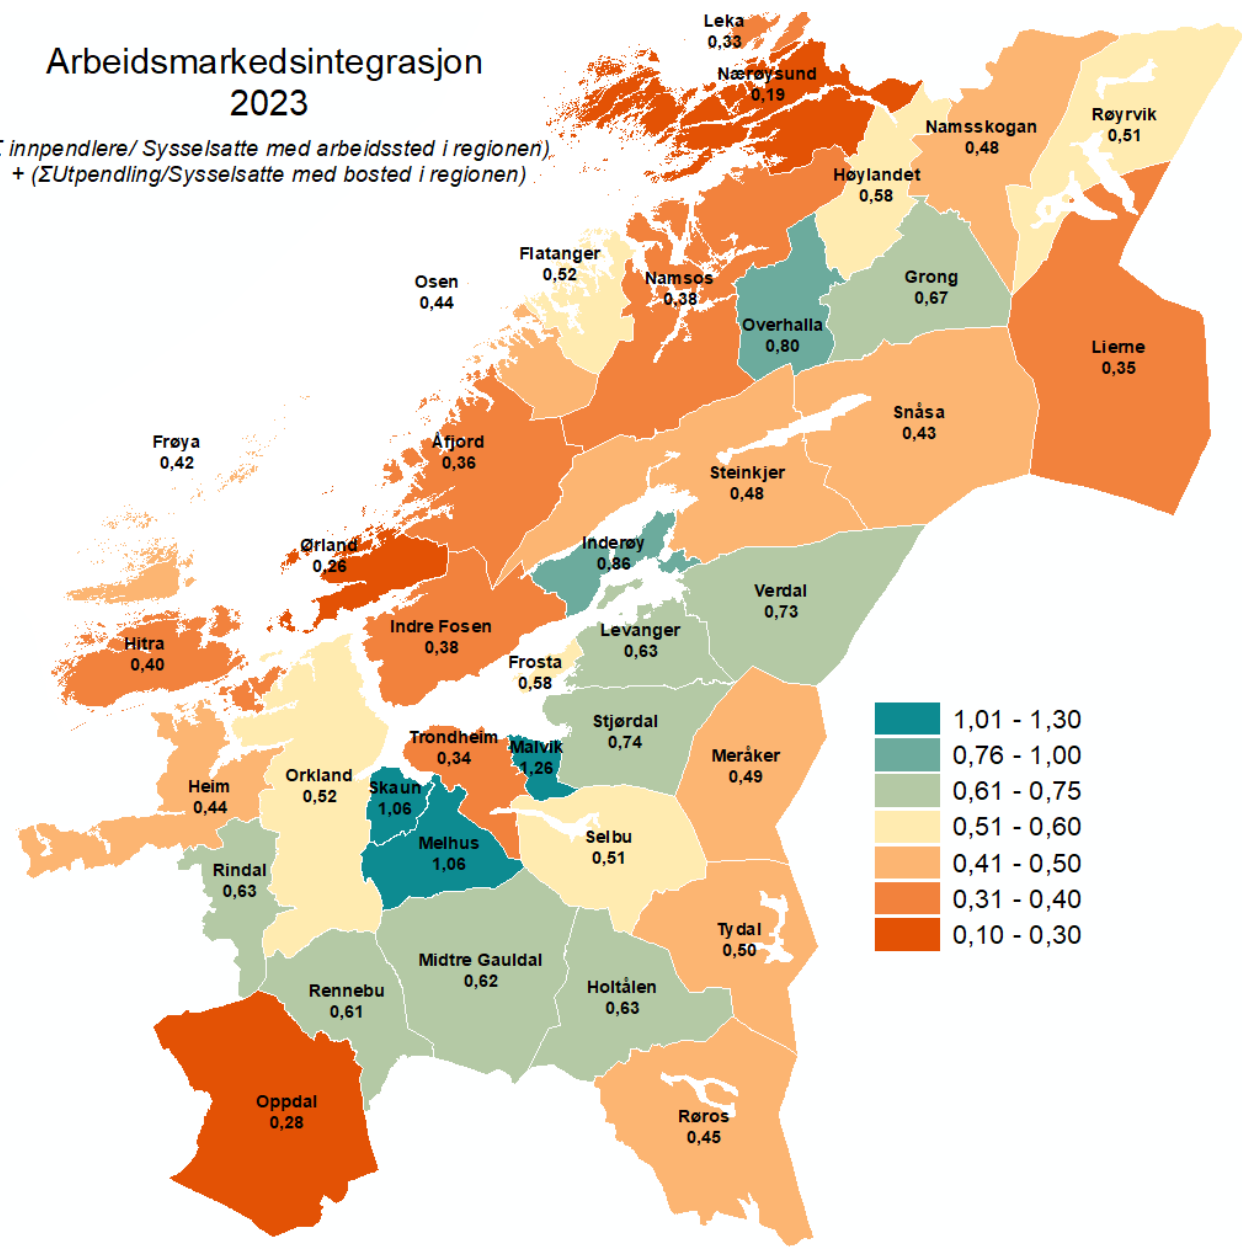 Arbeidsmarkedsintegrasjon
2023
innpendlere/ Sysselsatte med arbeidssted i regionen)
+ (ΣUtpendling/Sysselsatte med bosted i regionen)
Leka
0,33
Nærøysund
0,19
Røyrvik
0,51
Namsskogan
0,48
Høylandet
0,58
Flatanger
0,52
Osen
0,44
Namsos
0,38
Grong
0,67
Overhalla
0,80
Lierne
0,35
Snåsa
0,43
Frøya
0,42
Åfjord
0,36
Steinkjer
0,48
Ørland
0,26
Inderøy
0,86
Verdal
0,73
Indre Fosen
0,38
Levanger
0,63
Hitra
0,40
Frosta
0,58
Stjørdal
0,74
Trondheim
0,34
Malvik
1,26
Meråker
0,49
Orkland
0,52
Heim
0,44
Skaun
1,06
Melhus
1,06
Selbu
0,51
Rindal
0,63
Tydal
0,50
Midtre Gauldal
0,62
Rennebu
0,61
Holtålen
0,63
Oppdal
0,28
Røros
0,45
1,01 - 1,30
0,76 - 1,00
0,61 - 0,75
0,51 - 0,60
0,41 - 0,50
0,31 - 0,40
0,10 - 0,30